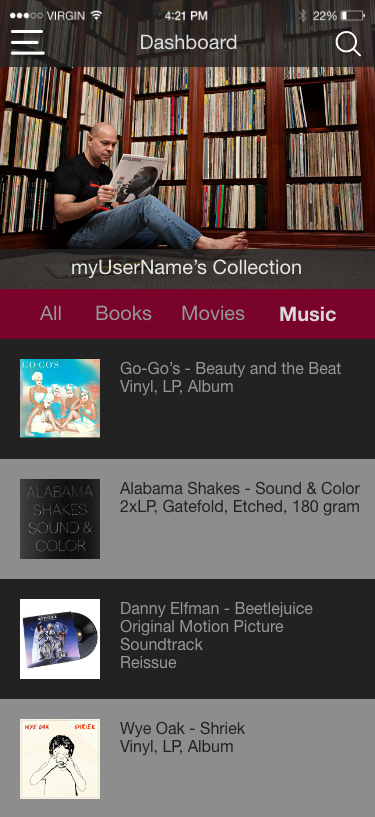 VIRGIN 4:21 PM 22%
Dashboard
myUserName's Collection
All Books Movies Music
GO-GO'S
Go-Go's - Beauty and the Beat
Vinyl, LP, Album
ALABAMA
SHAKES
SOUND &
COLOR
Alabama Shakes - Sound & Color
2xLP, Gatefold, Etched, 180 gram
Danny Elfman - Beetlejuice
Original Motion Picture
Soundtrack
Reissue
WYE OAK SHRIEK
Wye Oak - Shriek
Vinyl, LP, Album